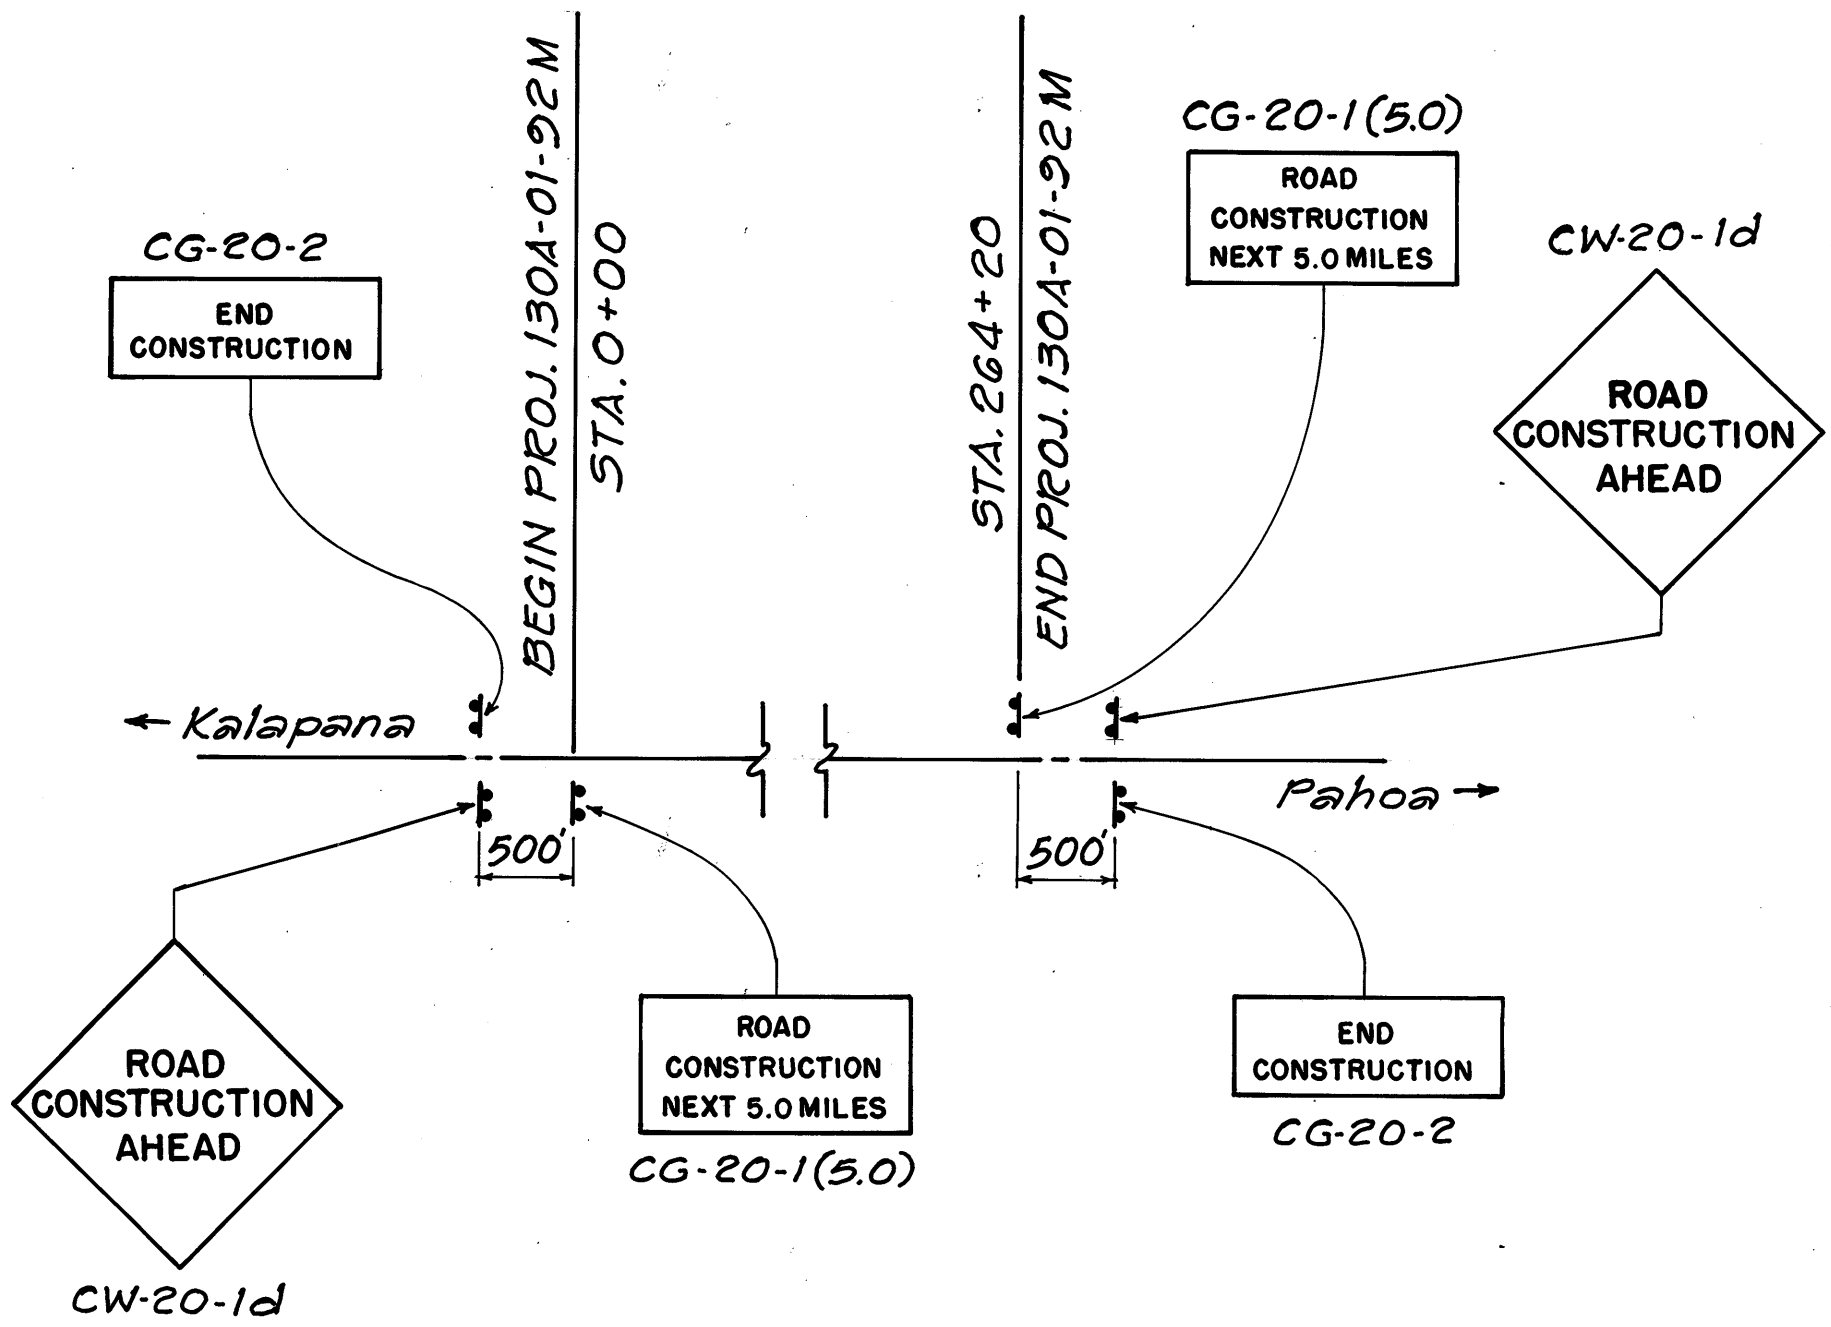 CG-20-2
END
CONSTRUCTION
BEGIN PROJ. 130A-01-92M
STA. 0+00
STA. 264+20
END PROJ. 130A-01-92M
CG-20-1(5.0)
ROAD
CONSTRUCTION
NEXT 5.0 MILES
CW-20-1d
ROAD
CONSTRUCTION
AHEAD
← Kalapana
Pahoa →
500'
500'
ROAD
CONSTRUCTION
AHEAD
CW-20-1d
ROAD
CONSTRUCTION
NEXT 5.0 MILES
CG-20-1(5.0)
END
CONSTRUCTION
CG-20-2